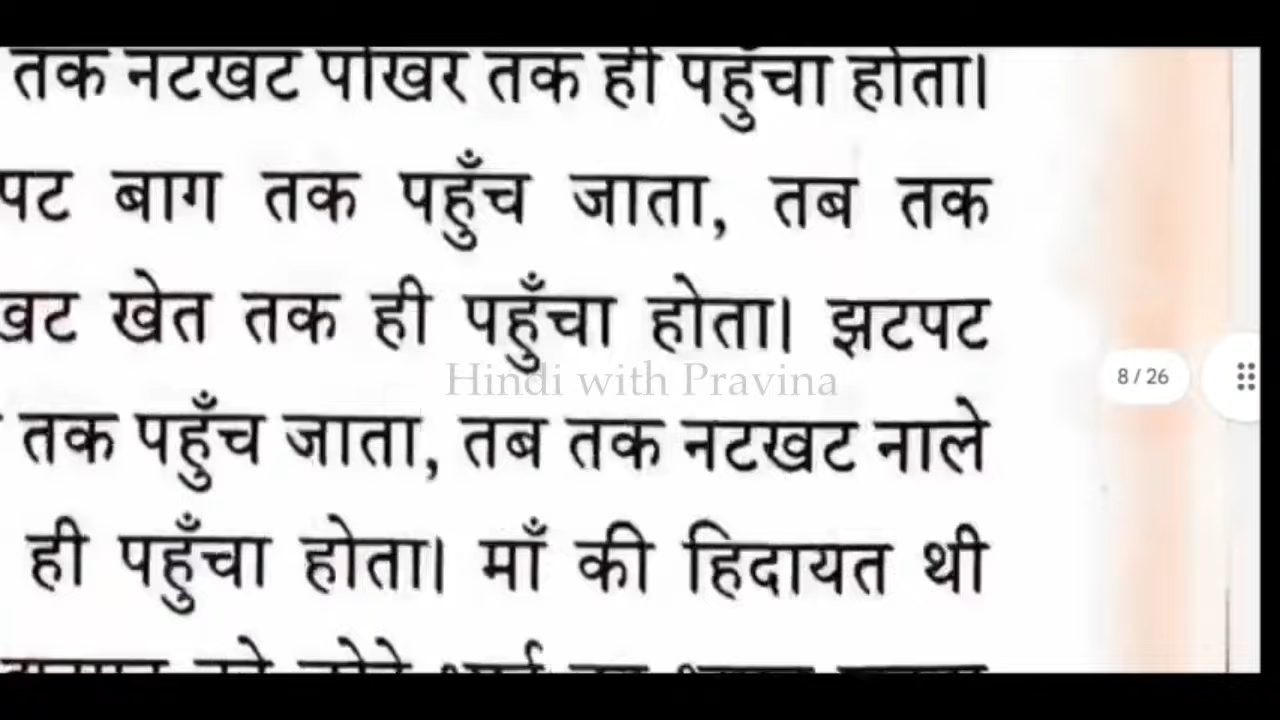 तक नटखट पोखर तक ही पहुँचा होता।
पट बाग तक पहुँच जाता, तब तक
खट खेत तक ही पहुँचा होता। झटपट
Hindi with Pravina
8 / 26
तक पहुँच जाता, तब तक नटखट नाले
ही पहुँचा होता। माँ की हिदायत थी